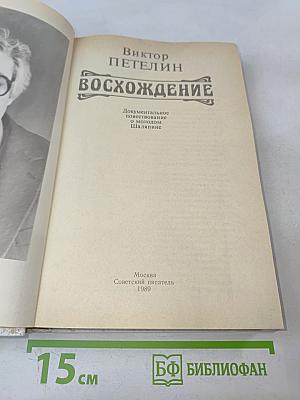 Виктор
ПЕТЕЛИН
ВОСХОЖДЕНИЕ
Документальное
повествование
о молодом
Шаляпине
Москва
Советский писатель
1989
15 см
БФ БИБЛИОФАН